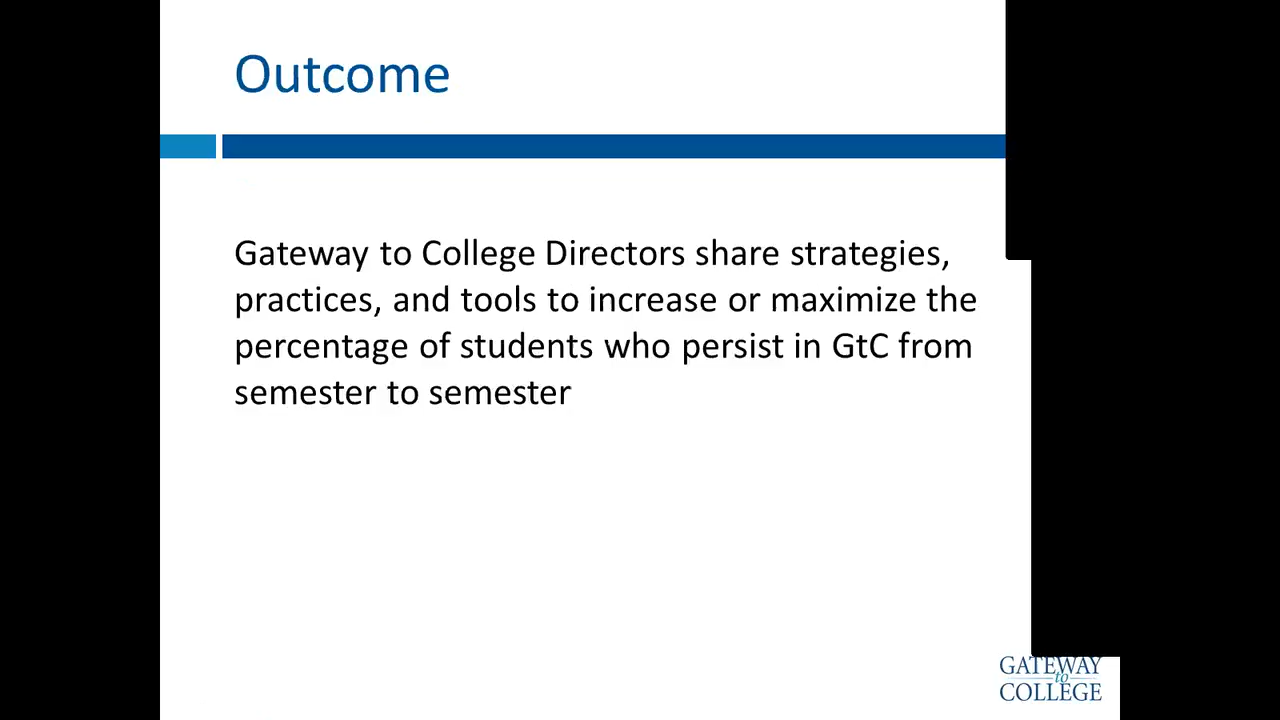 Outcome
Gateway to College Directors share strategies,
practices, and tools to increase or maximize the
percentage of students who persist in GtC from
semester to semester
GATEWAY
to
COLLEGE